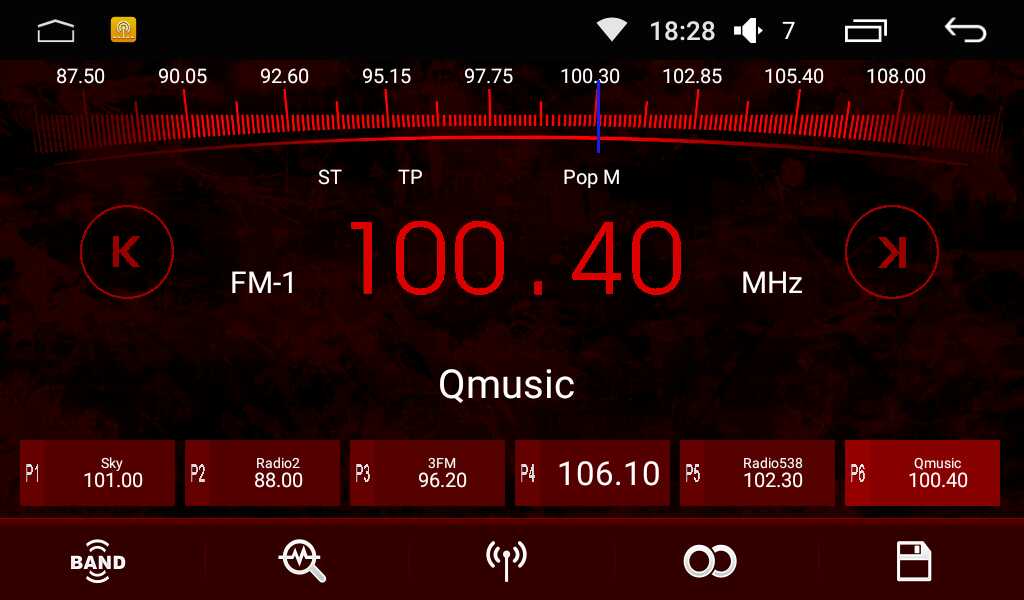 18:28 7
87.50 90.05 92.60 95.15 97.75 100.30 102.85 105.40 108.00
ST TP Pop M
FM-1 100.40 MHz
Qmusic
P1 Sky 101.00
P2 Radio2 88.00
P3 3FM 96.20
P4 106.10
P5 Radio538 102.30
P6 Qmusic 100.40
BAND